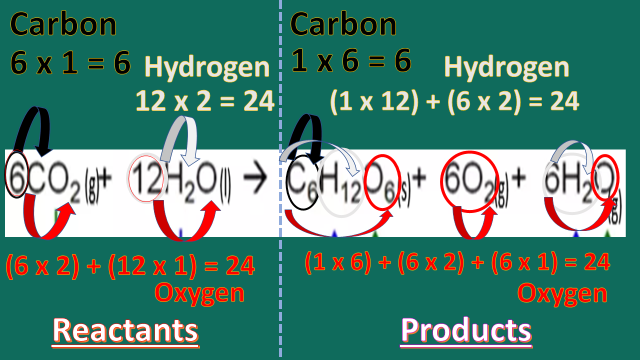 Carbon
6 x 1 = 6
Hydrogen
12 x 2 = 24
Carbon
1 x 6 = 6
Hydrogen
(1 x 12) + (6 x 2) = 24
6CO₂(g)+ 12H₂O(l) → C₆H₁₂O₆(s)+ 6O₂(g)+ 6H₂O(g)
(6 x 2) + (12 x 1) = 24
Oxygen
(1 x 6) + (6 x 2) + (6 x 1) = 24
Oxygen
Reactants
Products